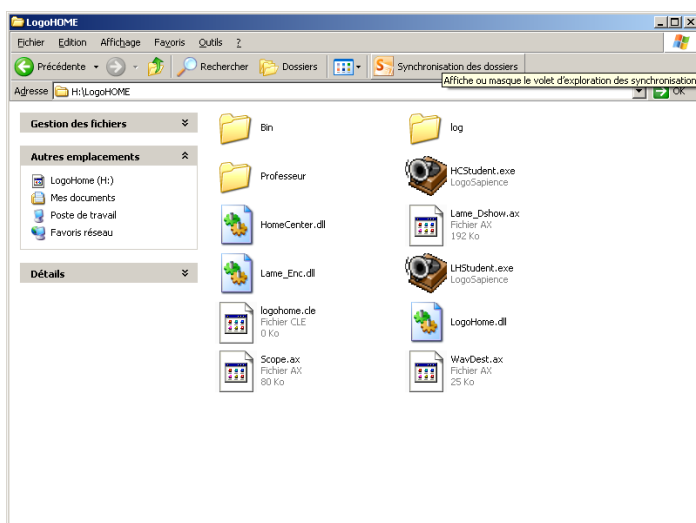 LogoHOME
Fichier Edition Affichage Favoris Outils ?
Précédente Rechercher Dossiers S Synchronisation des dossiers
Affiche ou masque le volet d'exploration des synchronisation
Adresse H:\LogoHOME OK
Gestion des fichiers
Autres emplacements
LogoHome (H:)
Mes documents
Poste de travail
Favoris réseau
Détails
Bin
log
Professeur
HCStudent.exe
LogoSapience
HomeCenter.dll
Lame_Dshow.ax
Fichier AX
192 Ko
Lame_Enc.dll
LHStudent.exe
LogoSapience
logohome.cle
Fichier CLE
0 Ko
LogoHome.dll
Scope.ax
Fichier AX
80 Ko
WavDest.ax
Fichier AX
25 Ko